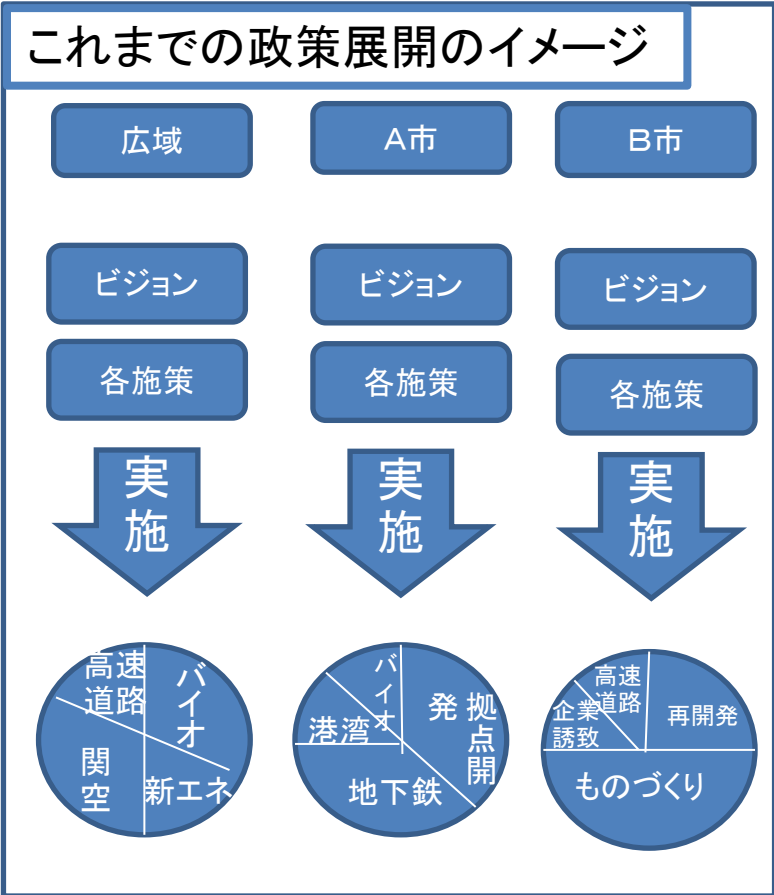 これまでの政策展開のイメージ
広域
A市
B市
ビジョン
ビジョン
ビジョン
各施策
各施策
各施策
実施
実施
実施
高速
道路
バイオ
関空
新エネ
バイオ
港湾
拠点開発
地下鉄
高速
道路
企業
誘致
再開発
ものづくり